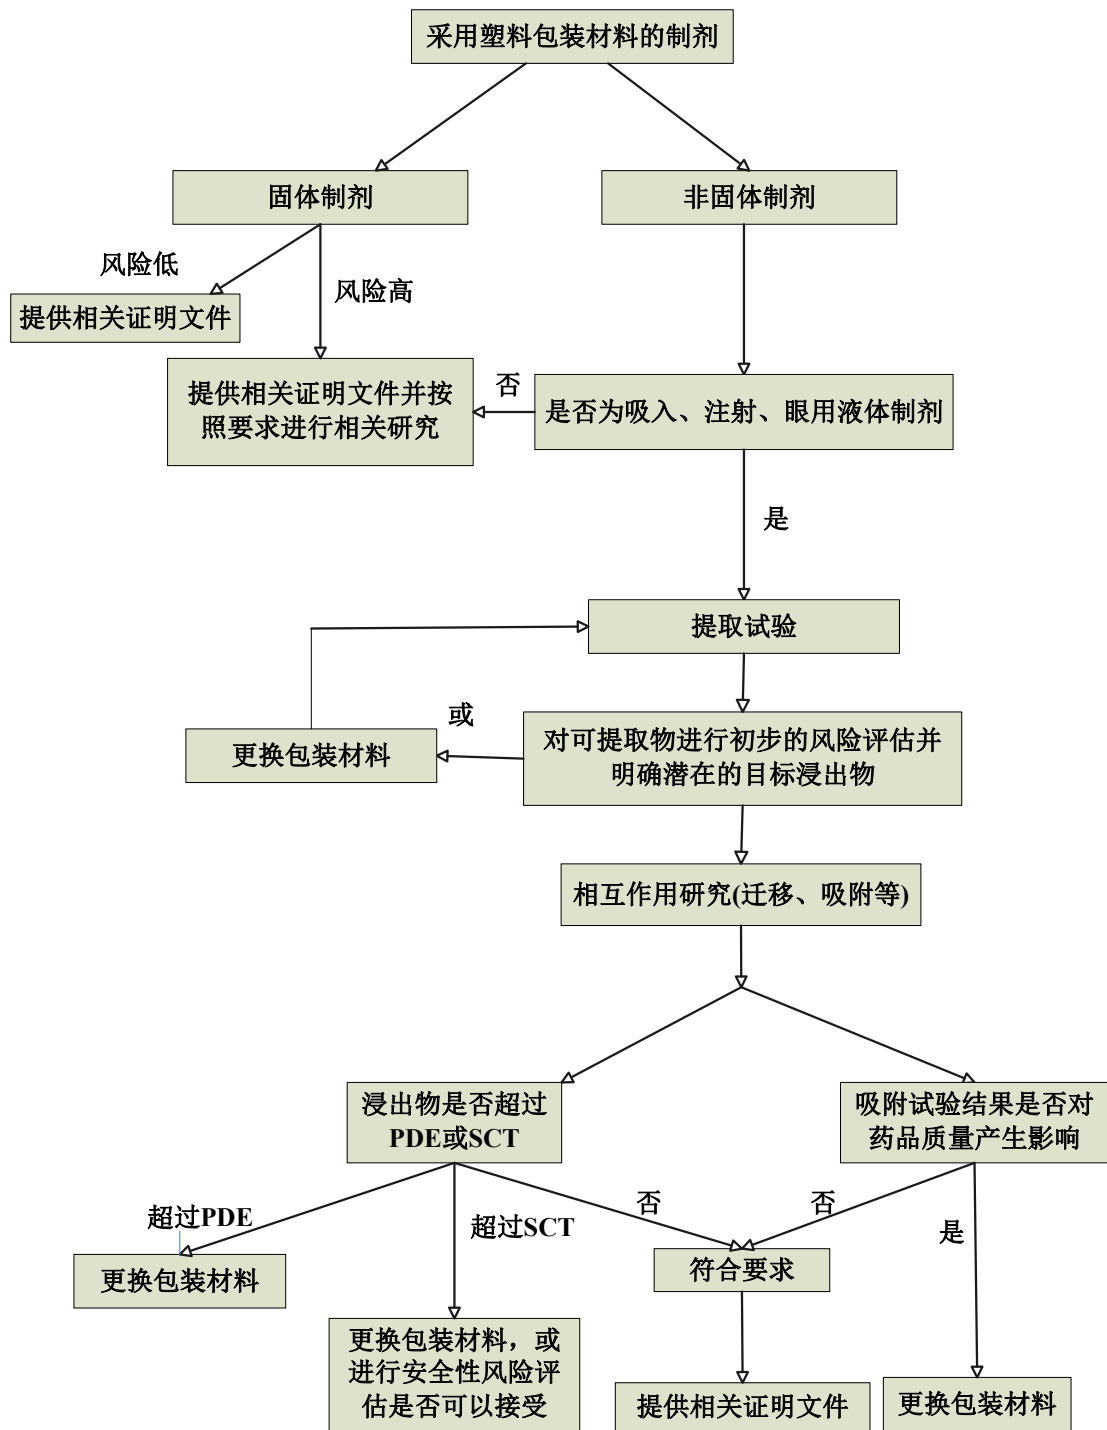 采用塑料包装材料的制剂
固体制剂
非固体制剂
风险低
风险高
提供相关证明文件
提供相关证明文件并按
照要求进行相关研究
否
是否为吸入、注射、眼用液体制剂
是
提取试验
或
更换包装材料
对可提取物进行初步的风险评估并
明确潜在的目标浸出物
相互作用研究(迁移、吸附等)
浸出物是否超过
PDE或SCT
吸附试验结果是否对
药品质量产生影响
超过PDE
超过SCT
否
否
是
更换包装材料
符合要求
更换包装材料，或
进行安全性风险评
估是否可以接受
提供相关证明文件
更换包装材料